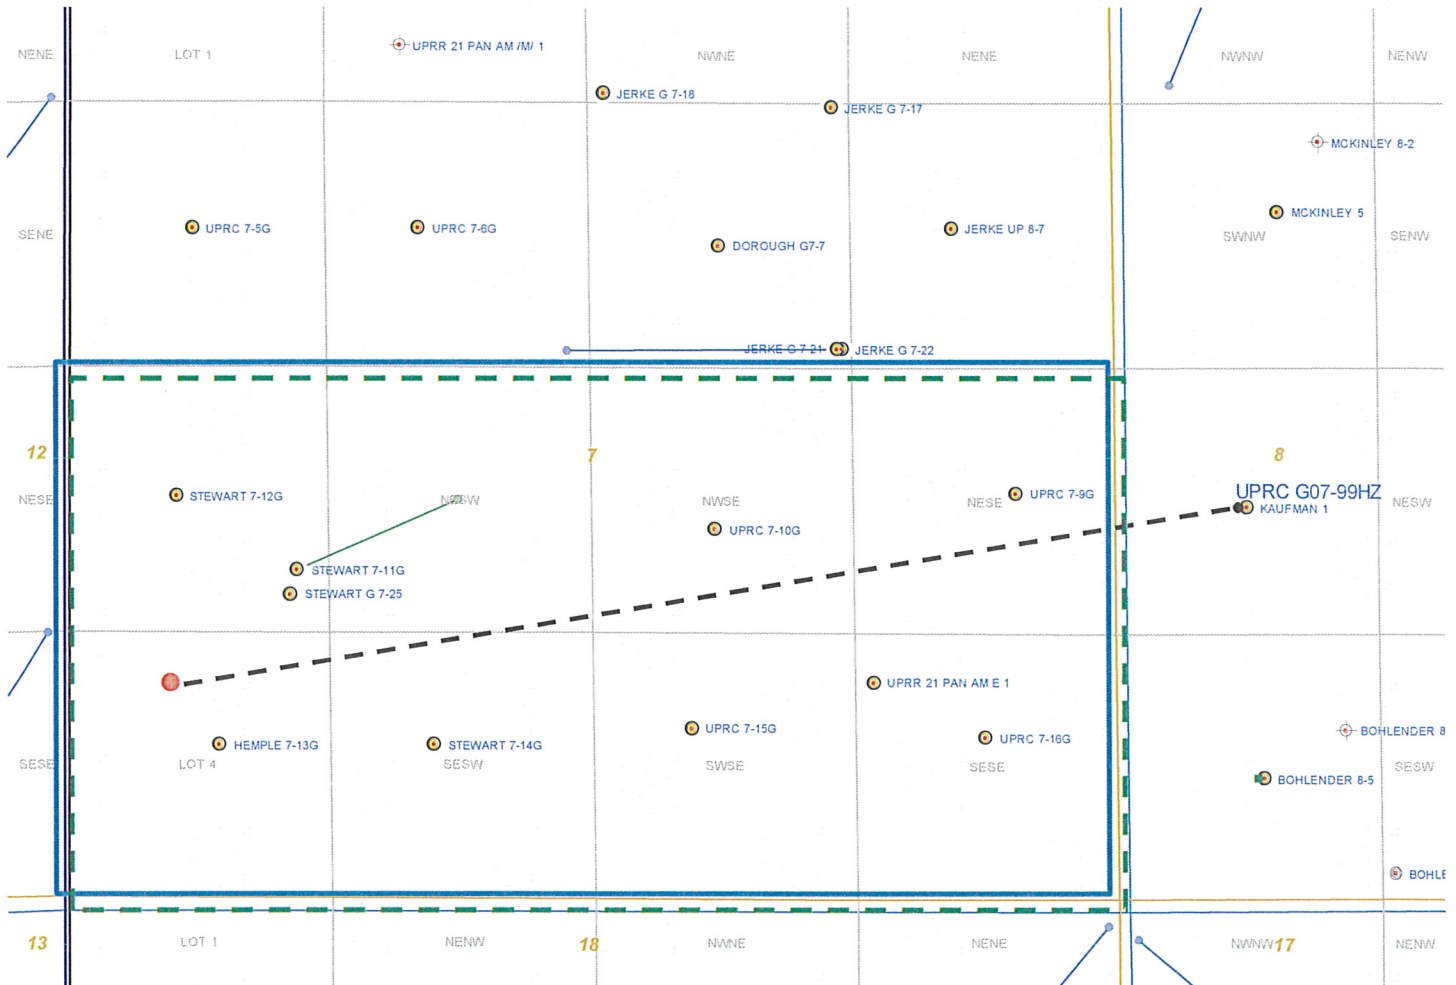 UPRR 21 PAN AM /M/ 1
NENE
LOT 1
NWNE
NENE
NWNW
NENW
JERKE G 7-18
JERKE G 7-17
MCKINLEY 8-2
MCKINLEY 5
UPRC 7-5G
UPRC 7-6G
JERKE UP 8-7
SENE
DOROUGH G7-7
SWNW
SENW
JERKE G 7-21
JERKE G 7-22
12
7
8
UPRC G07-99HZ
NESE
STEWART 7-12G
NESW
NWSE
NESE
UPRC 7-9G
KAUFMAN 1
NESW
UPRC 7-10G
STEWART 7-11G
STEWART G 7-25
UPRR 21 PAN AM E 1
UPRC 7-15G
BOHLENDER 8
HEMPLE 7-13G
STEWART 7-14G
UPRC 7-16G
SESE
LOT 4
SESW
SWSE
SESE
SESW
BOHLENDER 8-5
BOHLE
13
LOT 1
NENW
18
NWNE
NENE
NWNW
17
NENW